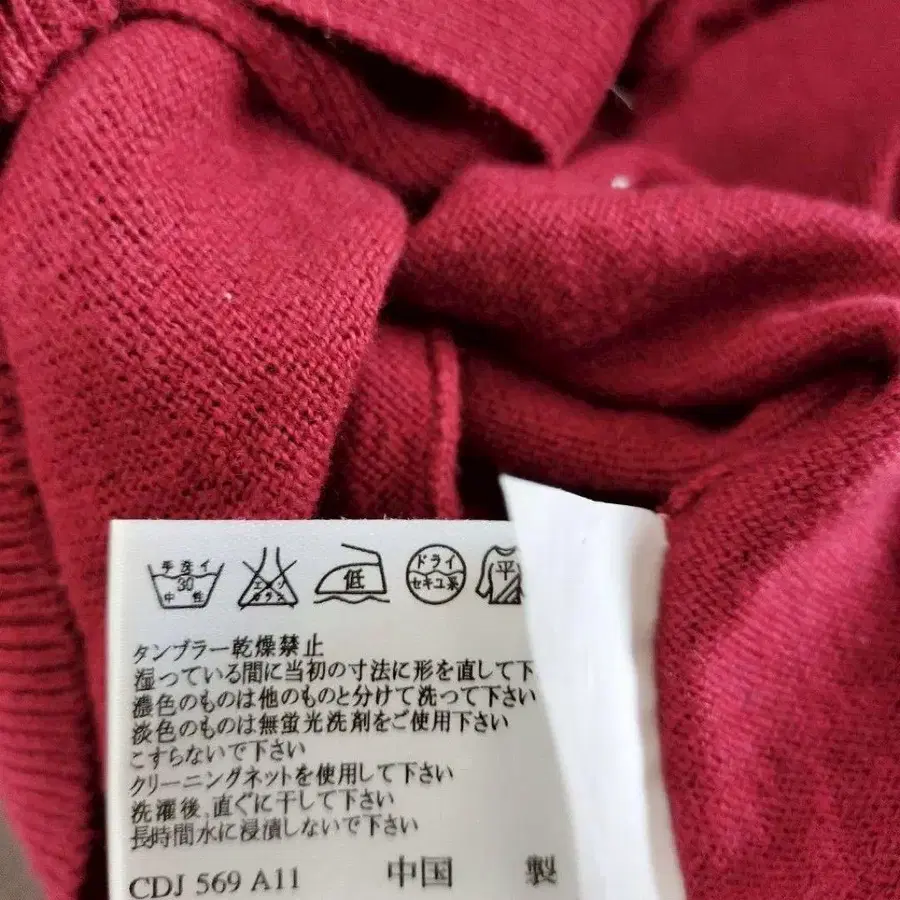 手洗イ
30
中性
エンソ
サラシ
低
ドライ
セキユ系
平
タンブラー乾燥禁止
湿っている間に当初の寸法に形を直して下
濃色のものは他のものと分けて洗って下さい
淡色のものは無蛍光洗剤をご使用下さい
こすらないで下さい
クリーニングネットを使用して下さい
洗濯後,直ぐに干して下さい
長時間水に浸漬しないで下さい
CDJ 569 A11 中国 製